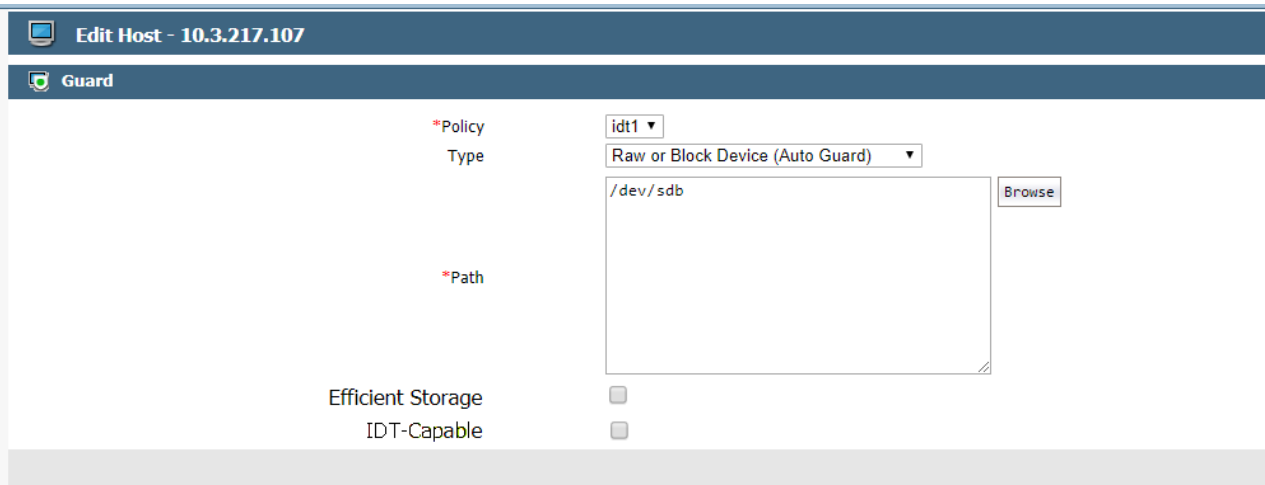 Edit Host - 10.3.217.107
Guard
*Policy idt1
Type Raw or Block Device (Auto Guard)
/dev/sdb Browse
*Path
Efficient Storage
IDT-Capable